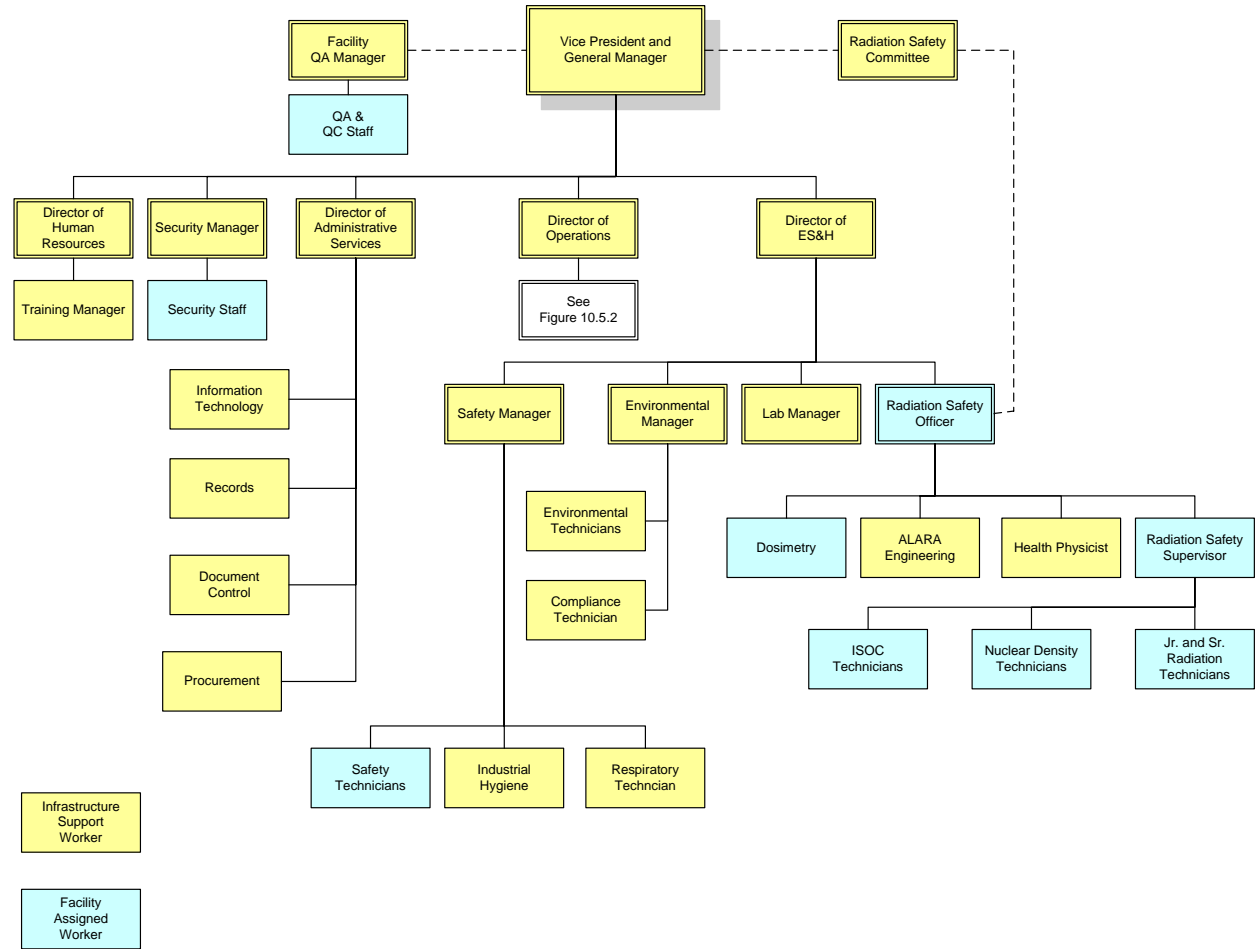 Facility
QA Manager
Vice President and
General Manager
Radiation Safety
Committee
QA &
QC Staff
Director of
Human
Resources
Security Manager
Director of
Administrative
Services
Director of
Operations
Director of
ES&H
Training Manager
Security Staff
See
Figure 10.5.2
Information
Technology
Safety Manager
Environmental
Manager
Lab Manager
Radiation Safety
Officer
Records
Environmental
Technicians
Dosimetry
ALARA
Engineering
Health Physicist
Radiation Safety
Supervisor
Document
Control
Compliance
Technician
ISOC
Technicians
Nuclear Density
Technicians
Jr. and Sr.
Radiation
Technicians
Procurement
Safety
Technicians
Industrial
Hygiene
Respiratory
Techncian
Infrastructure
Support
Worker
Facility
Assigned
Worker